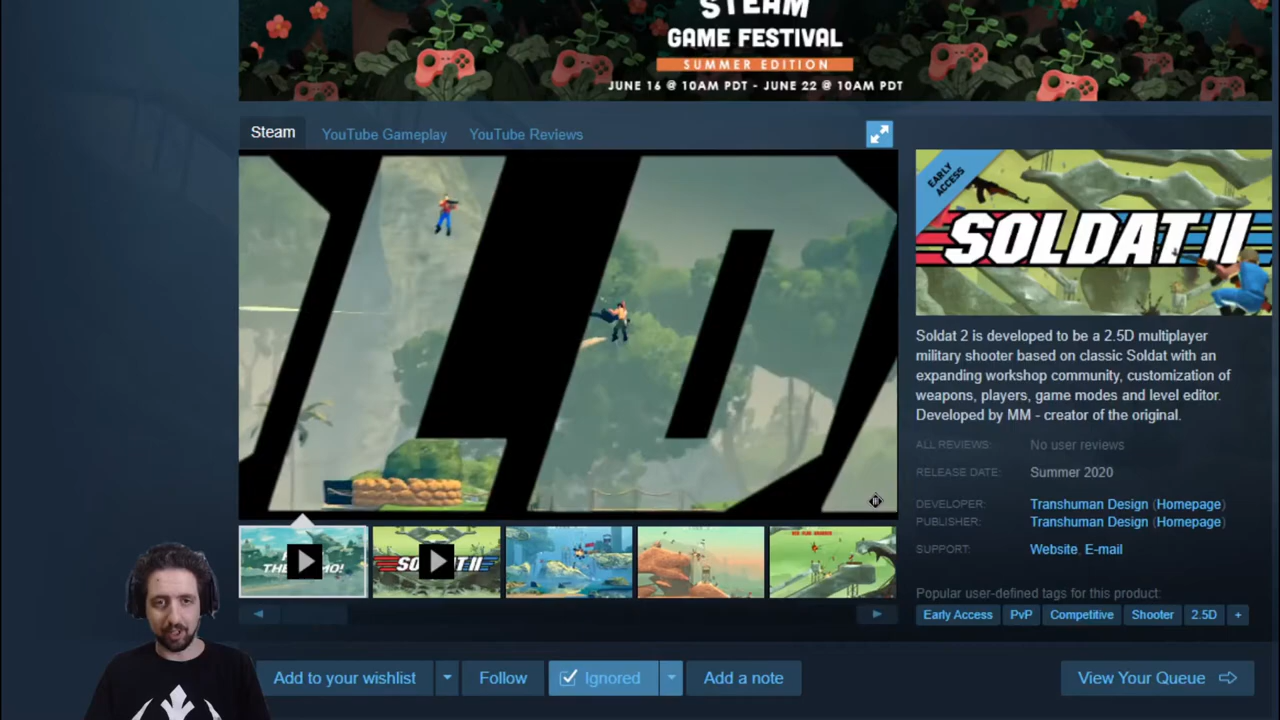 STEAM
GAME FESTIVAL
SUMMER EDITION
JUNE 16 @ 10AM PDT - JUNE 22 @ 10AM PDT
Steam
YouTube Gameplay
YouTube Reviews
EARLY
ACCESS
SOLDAT II
Soldat 2 is developed to be a 2.5D multiplayer
military shooter based on classic Soldat with an
expanding workshop community, customization of
weapons, players, game modes and level editor.
Developed by MM - creator of the original.
ALL REVIEWS: No user reviews
RELEASE DATE: Summer 2020
DEVELOPER: Transhuman Design (Homepage)
PUBLISHER: Transhuman Design (Homepage)
SUPPORT: Website, E-mail
Popular user-defined tags for this product:
Early Access PvP Competitive Shooter 2.5D +
Add to your wishlist
Follow
Ignored
Add a note
View Your Queue